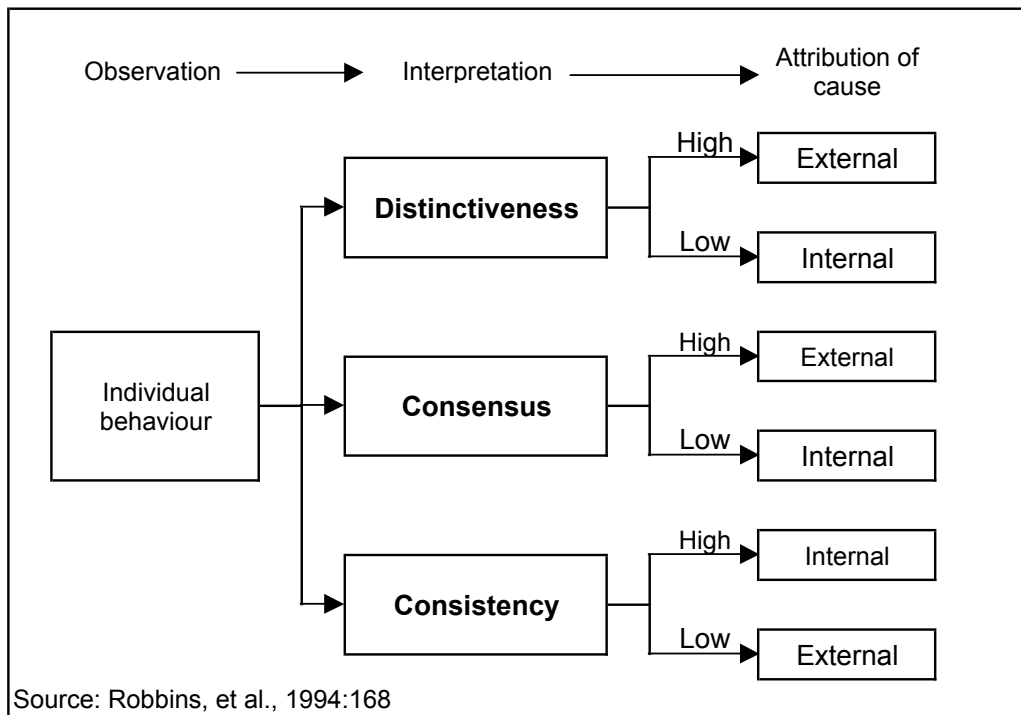 Observation
Interpretation
Attribution of
cause
High
External
Distinctiveness
Low
Internal
High
External
Individual
behaviour
Consensus
Low
Internal
High
Internal
Consistency
Low
External
Source: Robbins, et al., 1994:168